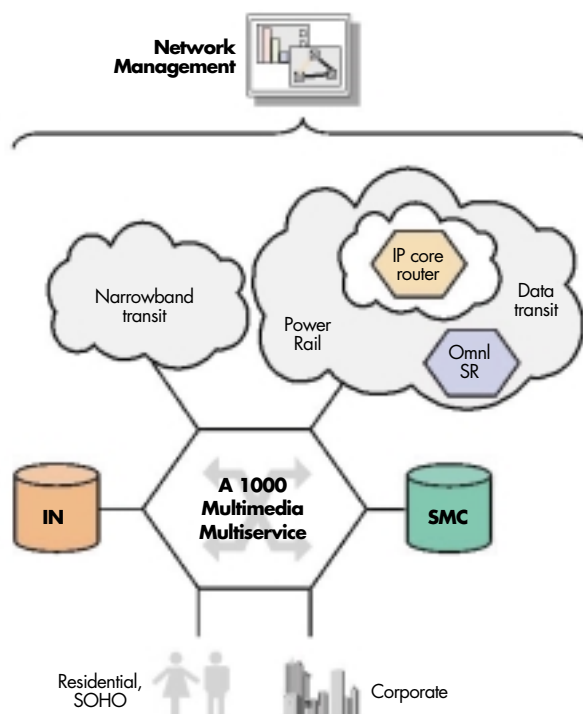 Network
Management
Narrowband
transit
IP core
router
Power
Rail
Data
transit
Omnl
SR
IN
A 1000
Multimedia
Multiservice
SMC
Residential,
SOHO
Corporate